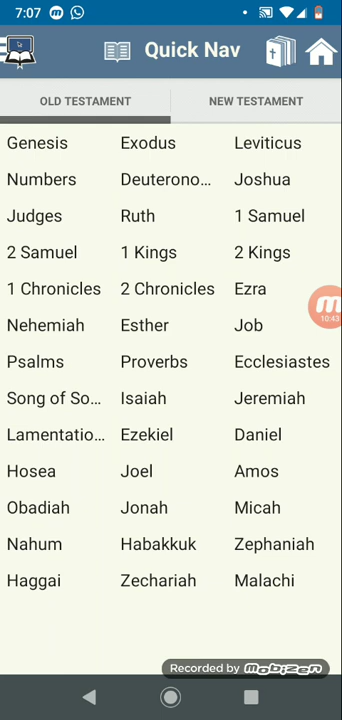 7:07
Quick Nav
OLD TESTAMENT NEW TESTAMENT
Genesis Exodus Leviticus
Numbers Deuterono... Joshua
Judges Ruth 1 Samuel
2 Samuel 1 Kings 2 Kings
1 Chronicles 2 Chronicles Ezra
Nehemiah Esther Job
Psalms Proverbs Ecclesiastes
Song of So... Isaiah Jeremiah
Lamentatio... Ezekiel Daniel
Hosea Joel Amos
Obadiah Jonah Micah
Nahum Habakkuk Zephaniah
Haggai Zechariah Malachi
m
10:43
Recorded by mobizen